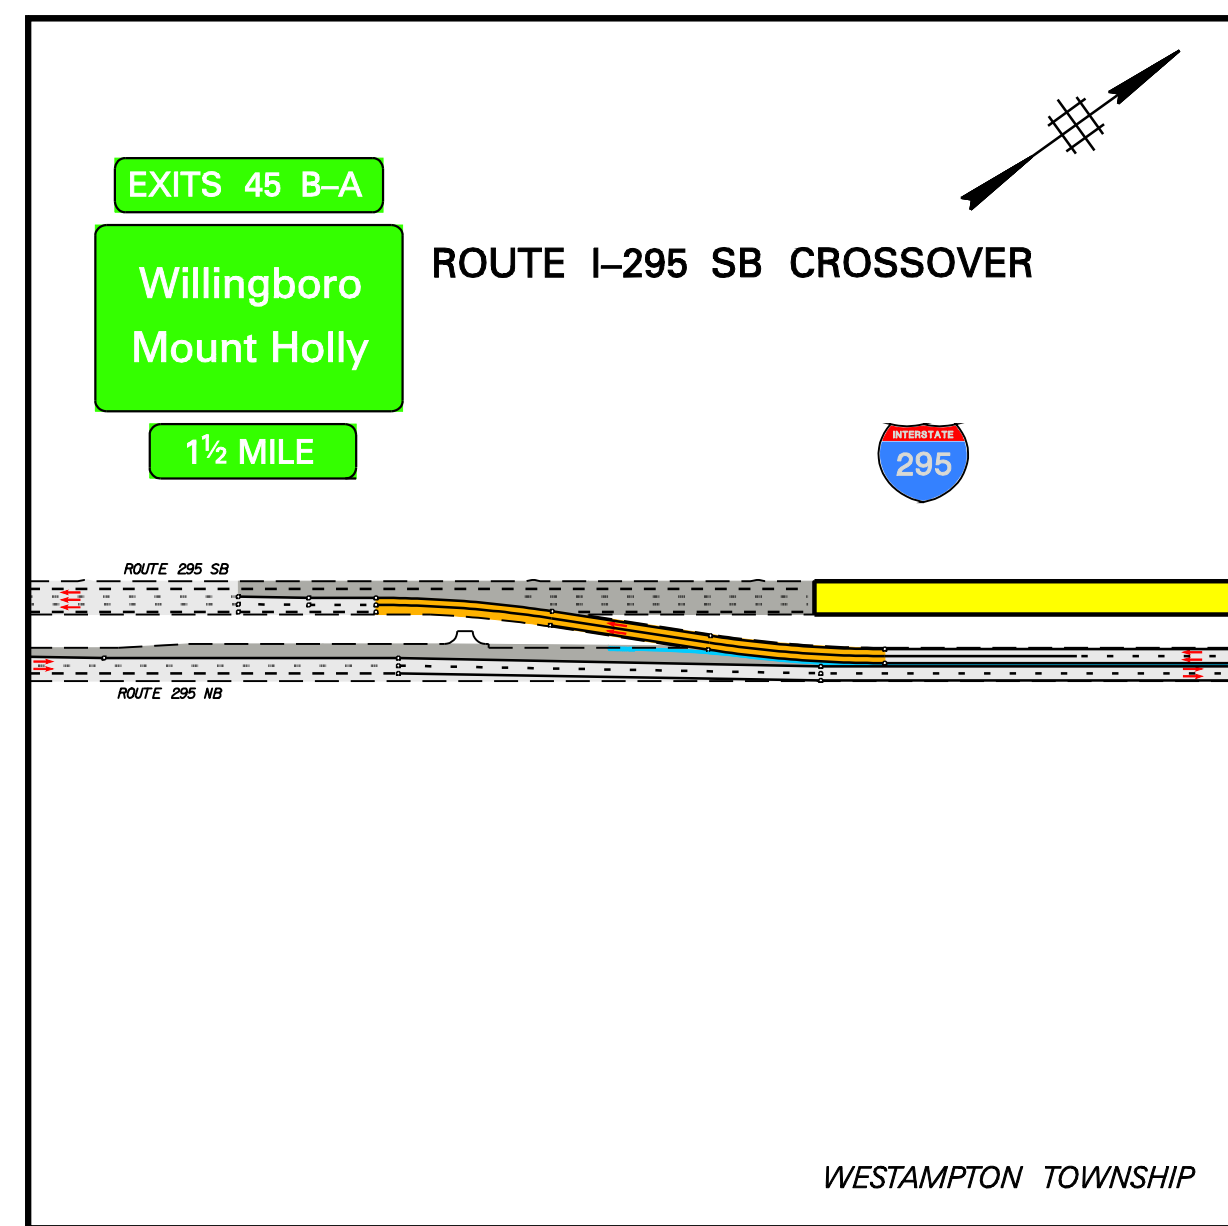 EXITS 45 B–A
Willingboro
Mount Holly
1½ MILE
ROUTE I–295 SB CROSSOVER
INTERSTATE
295
ROUTE 295 SB
ROUTE 295 NB
WESTAMPTON TOWNSHIP